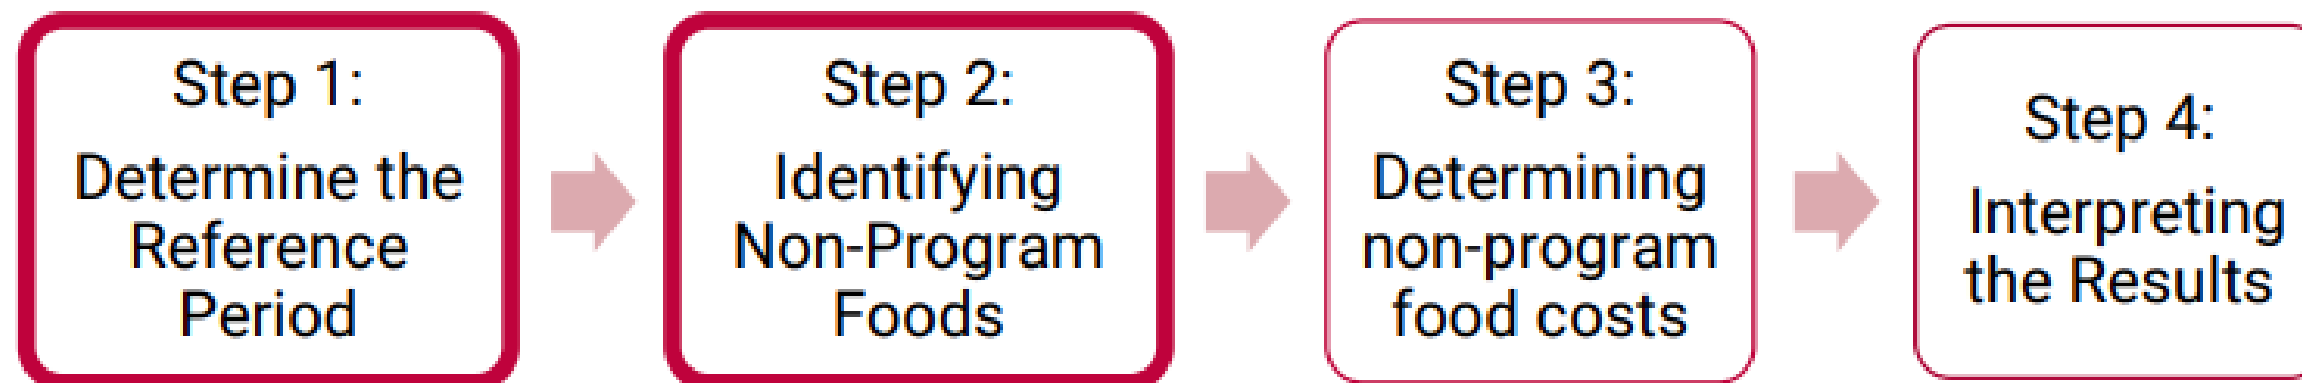 Step 1:
Determine the
Reference
Period
Step 2:
Identifying
Non-Program
Foods
Step 3:
Determining
non-program
food costs
Step 4:
Interpreting
the Results